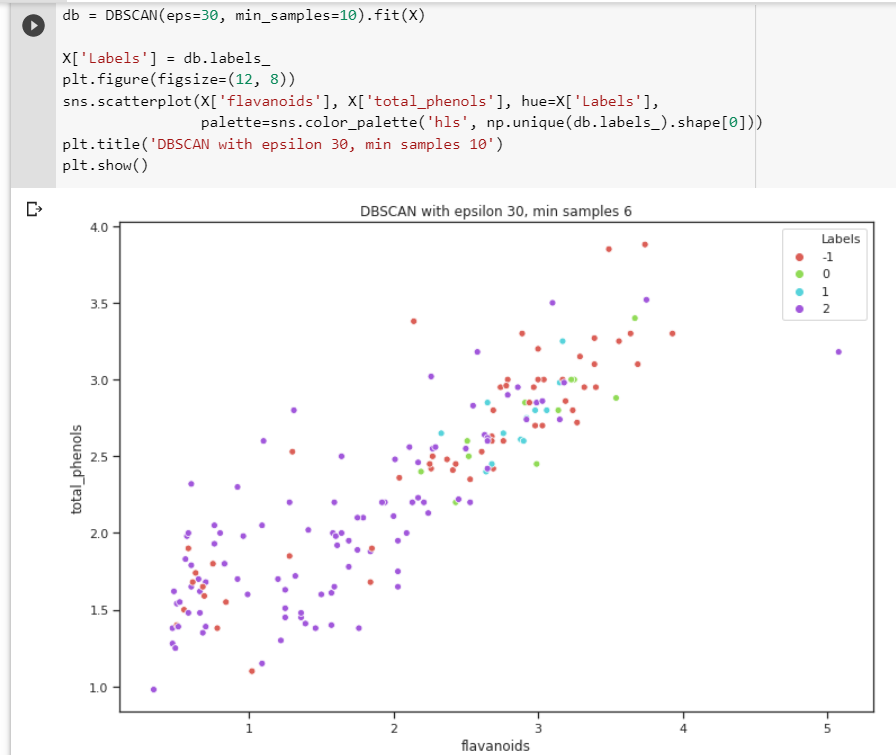 db = DBSCAN(eps=30, min_samples=10).fit(X)
X['Labels'] = db.labels_
plt.figure(figsize=(12, 8))
sns.scatterplot(X['flavanoids'], X['total_phenols'], hue=X['Labels'],
palette=sns.color_palette('hls', np.unique(db.labels_).shape[0]))
plt.title('DBSCAN with epsilon 30, min samples 10')
plt.show()
DBSCAN with epsilon 30, min samples 6
Labels
-1
0
1
2
4.0
3.5
3.0
2.5
2.0
1.5
1.0
total_phenols
1 2 3 4 5
flavanoids